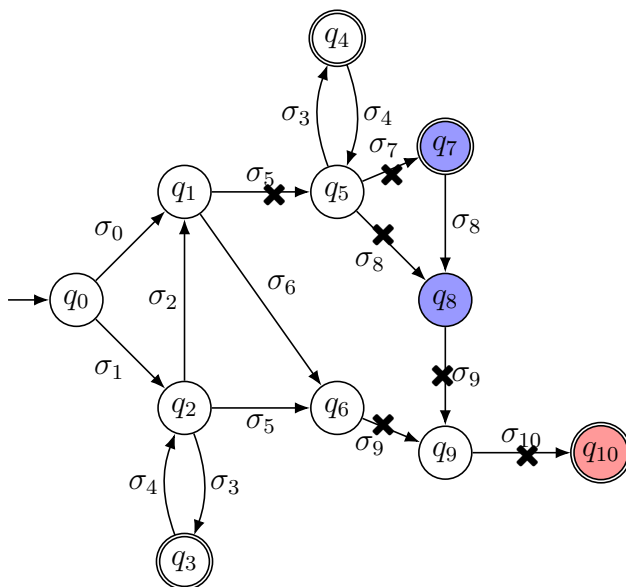 q₄
σ₃
σ₄
σ₇
q₇
q₁
σ₅
q₅
σ₀
σ₈
σ₈
q₀
σ₂
σ₆
q₈
σ₁
σ₉
q₂
σ₅
q₆
σ₉
q₉
σ₁₀
q₁₀
σ₄
σ₃
q₃